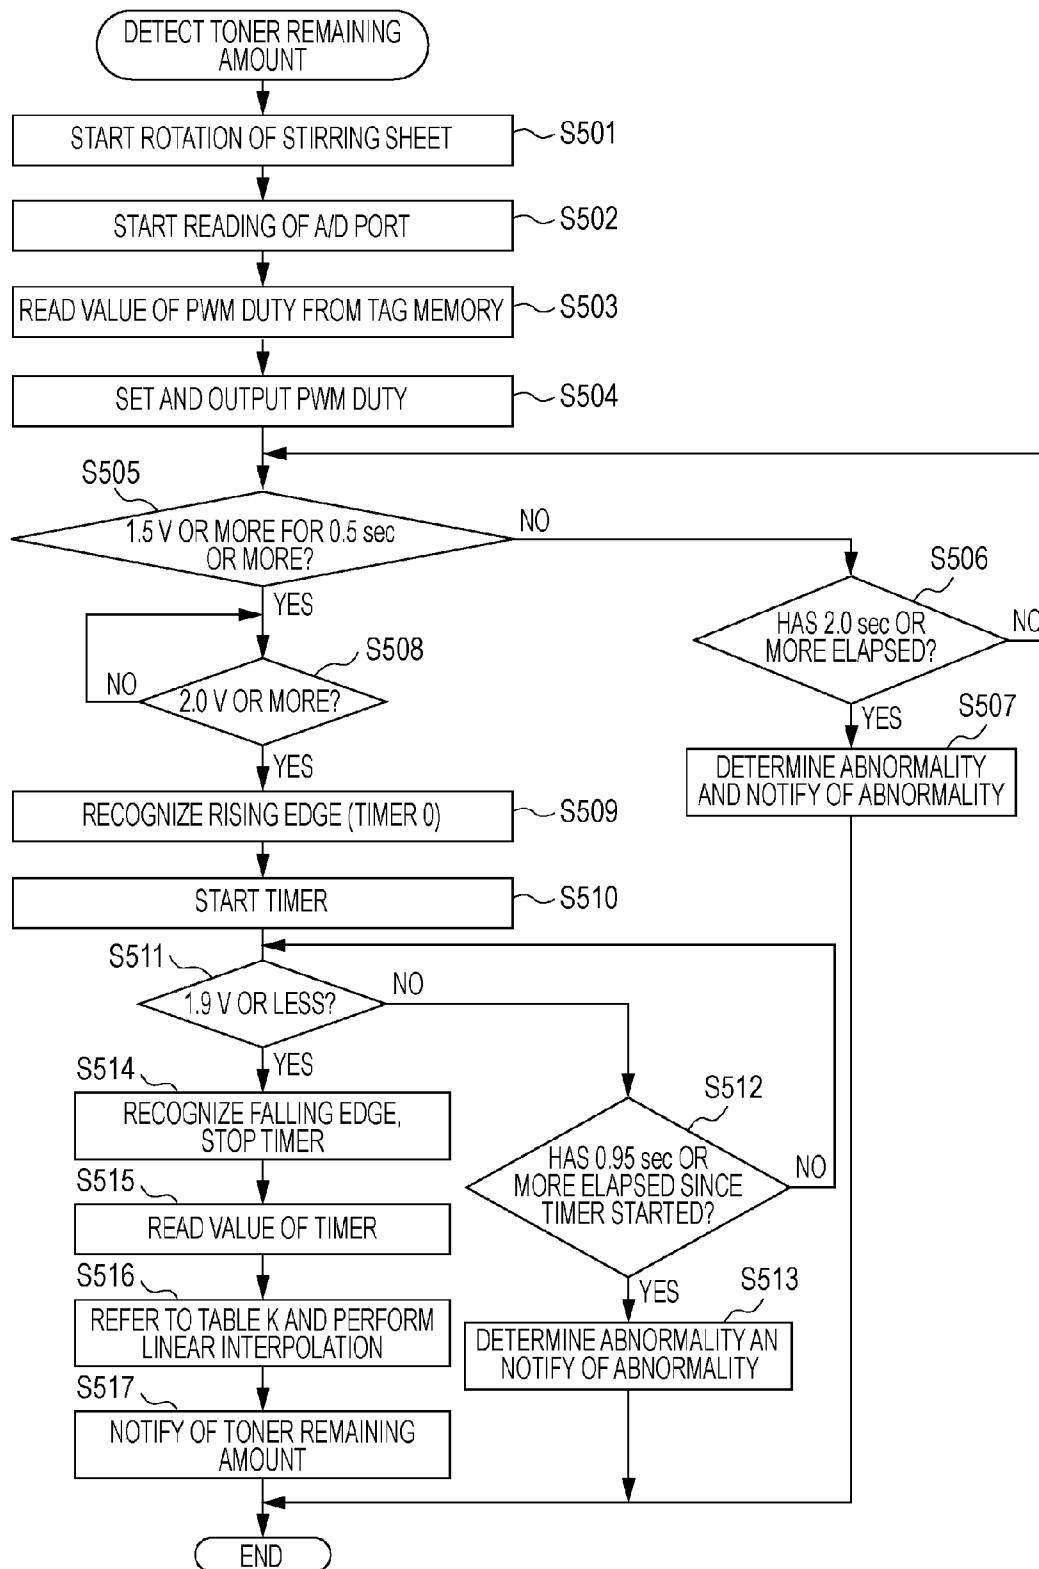 DETECT TONER REMAINING
AMOUNT
START ROTATION OF STIRRING SHEET
S501
START READING OF A/D PORT
S502
READ VALUE OF PWM DUTY FROM TAG MEMORY
S503
SET AND OUTPUT PWM DUTY
S504
S505
1.5 V OR MORE FOR 0.5 sec
OR MORE?
NO
YES
S506
HAS 2.0 sec OR
MORE ELAPSED?
NO
YES
S507
DETERMINE ABNORMALITY
AND NOTIFY OF ABNORMALITY
S508
2.0 V OR MORE?
NO
YES
RECOGNIZE RISING EDGE (TIMER 0)
S509
START TIMER
S510
S511
1.9 V OR LESS?
NO
YES
S512
HAS 0.95 sec OR
MORE ELAPSED SINCE
TIMER STARTED?
NO
YES
S513
DETERMINE ABNORMALITY AN
NOTIFY OF ABNORMALITY
S514
RECOGNIZE FALLING EDGE,
STOP TIMER
S515
READ VALUE OF TIMER
S516
REFER TO TABLE K AND PERFORM
LINEAR INTERPOLATION
S517
NOTIFY OF TONER REMAINING
AMOUNT
END